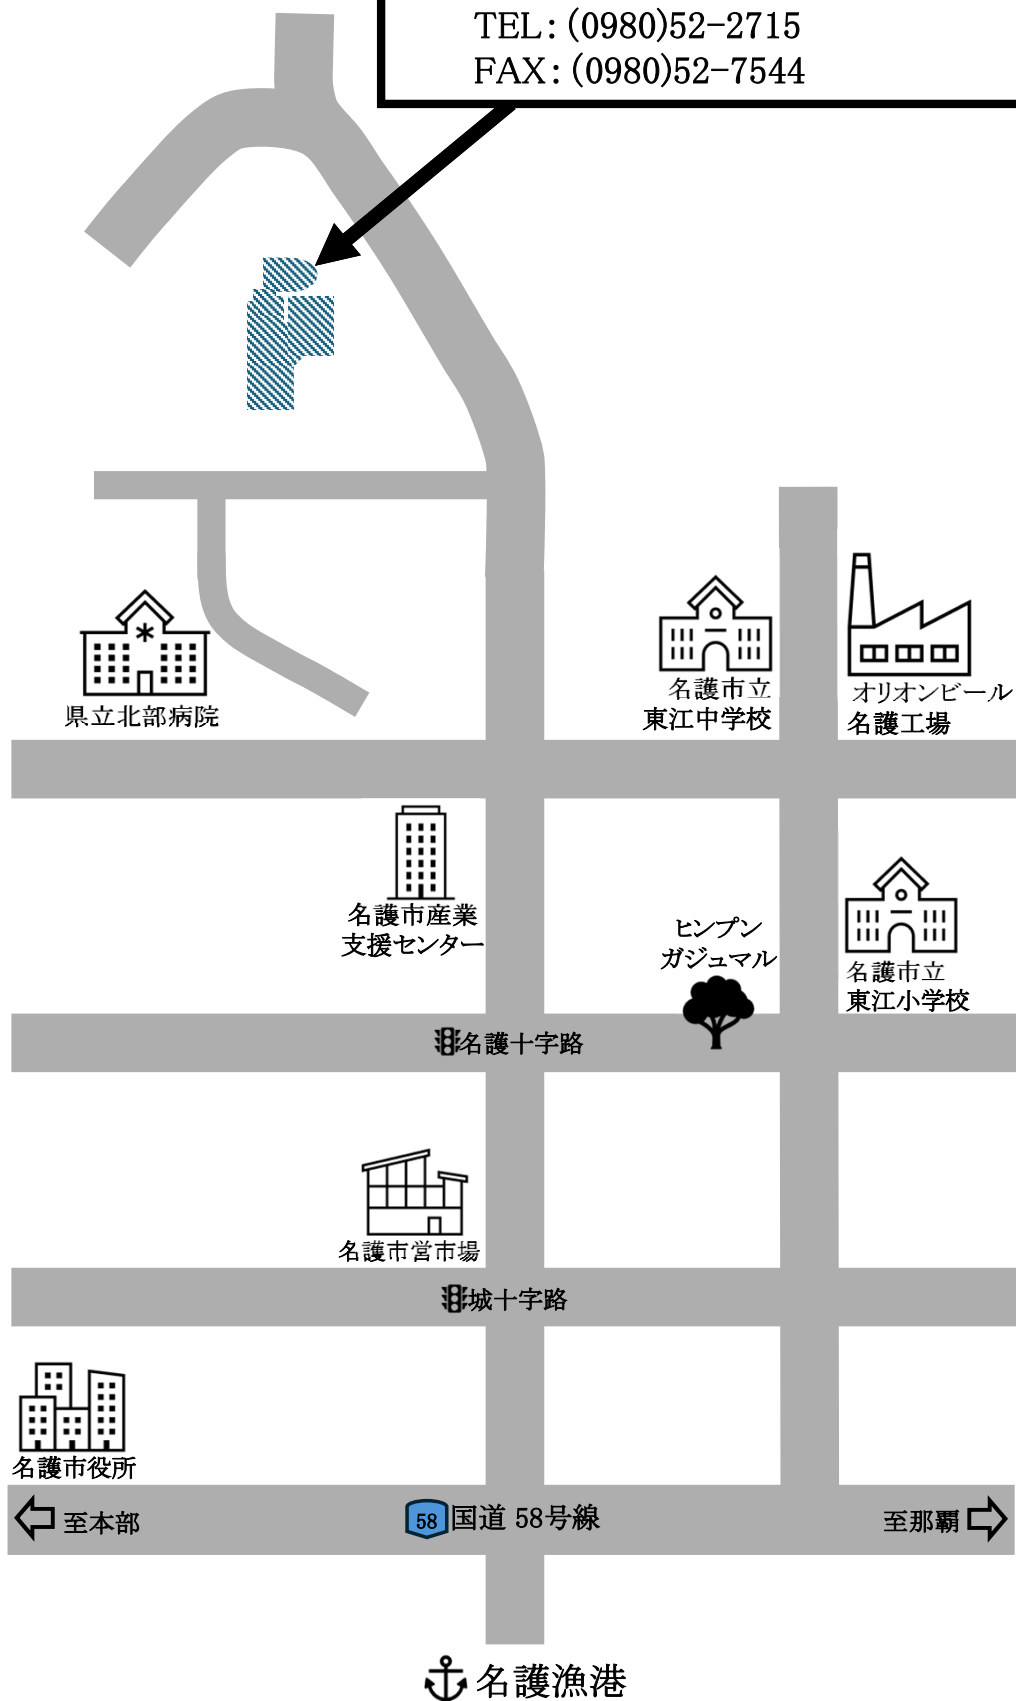 TEL：(0980)52-2715
FAX：(0980)52-7544
県立北部病院
名護市立
東江中学校
オリオンビール
名護工場
名護市産業
支援センター
ヒンプン
ガジュマル
名護市立
東江小学校
名護十字路
名護市営市場
城十字路
名護市役所
至本部
58
国道 58号線
至那覇
名護漁港